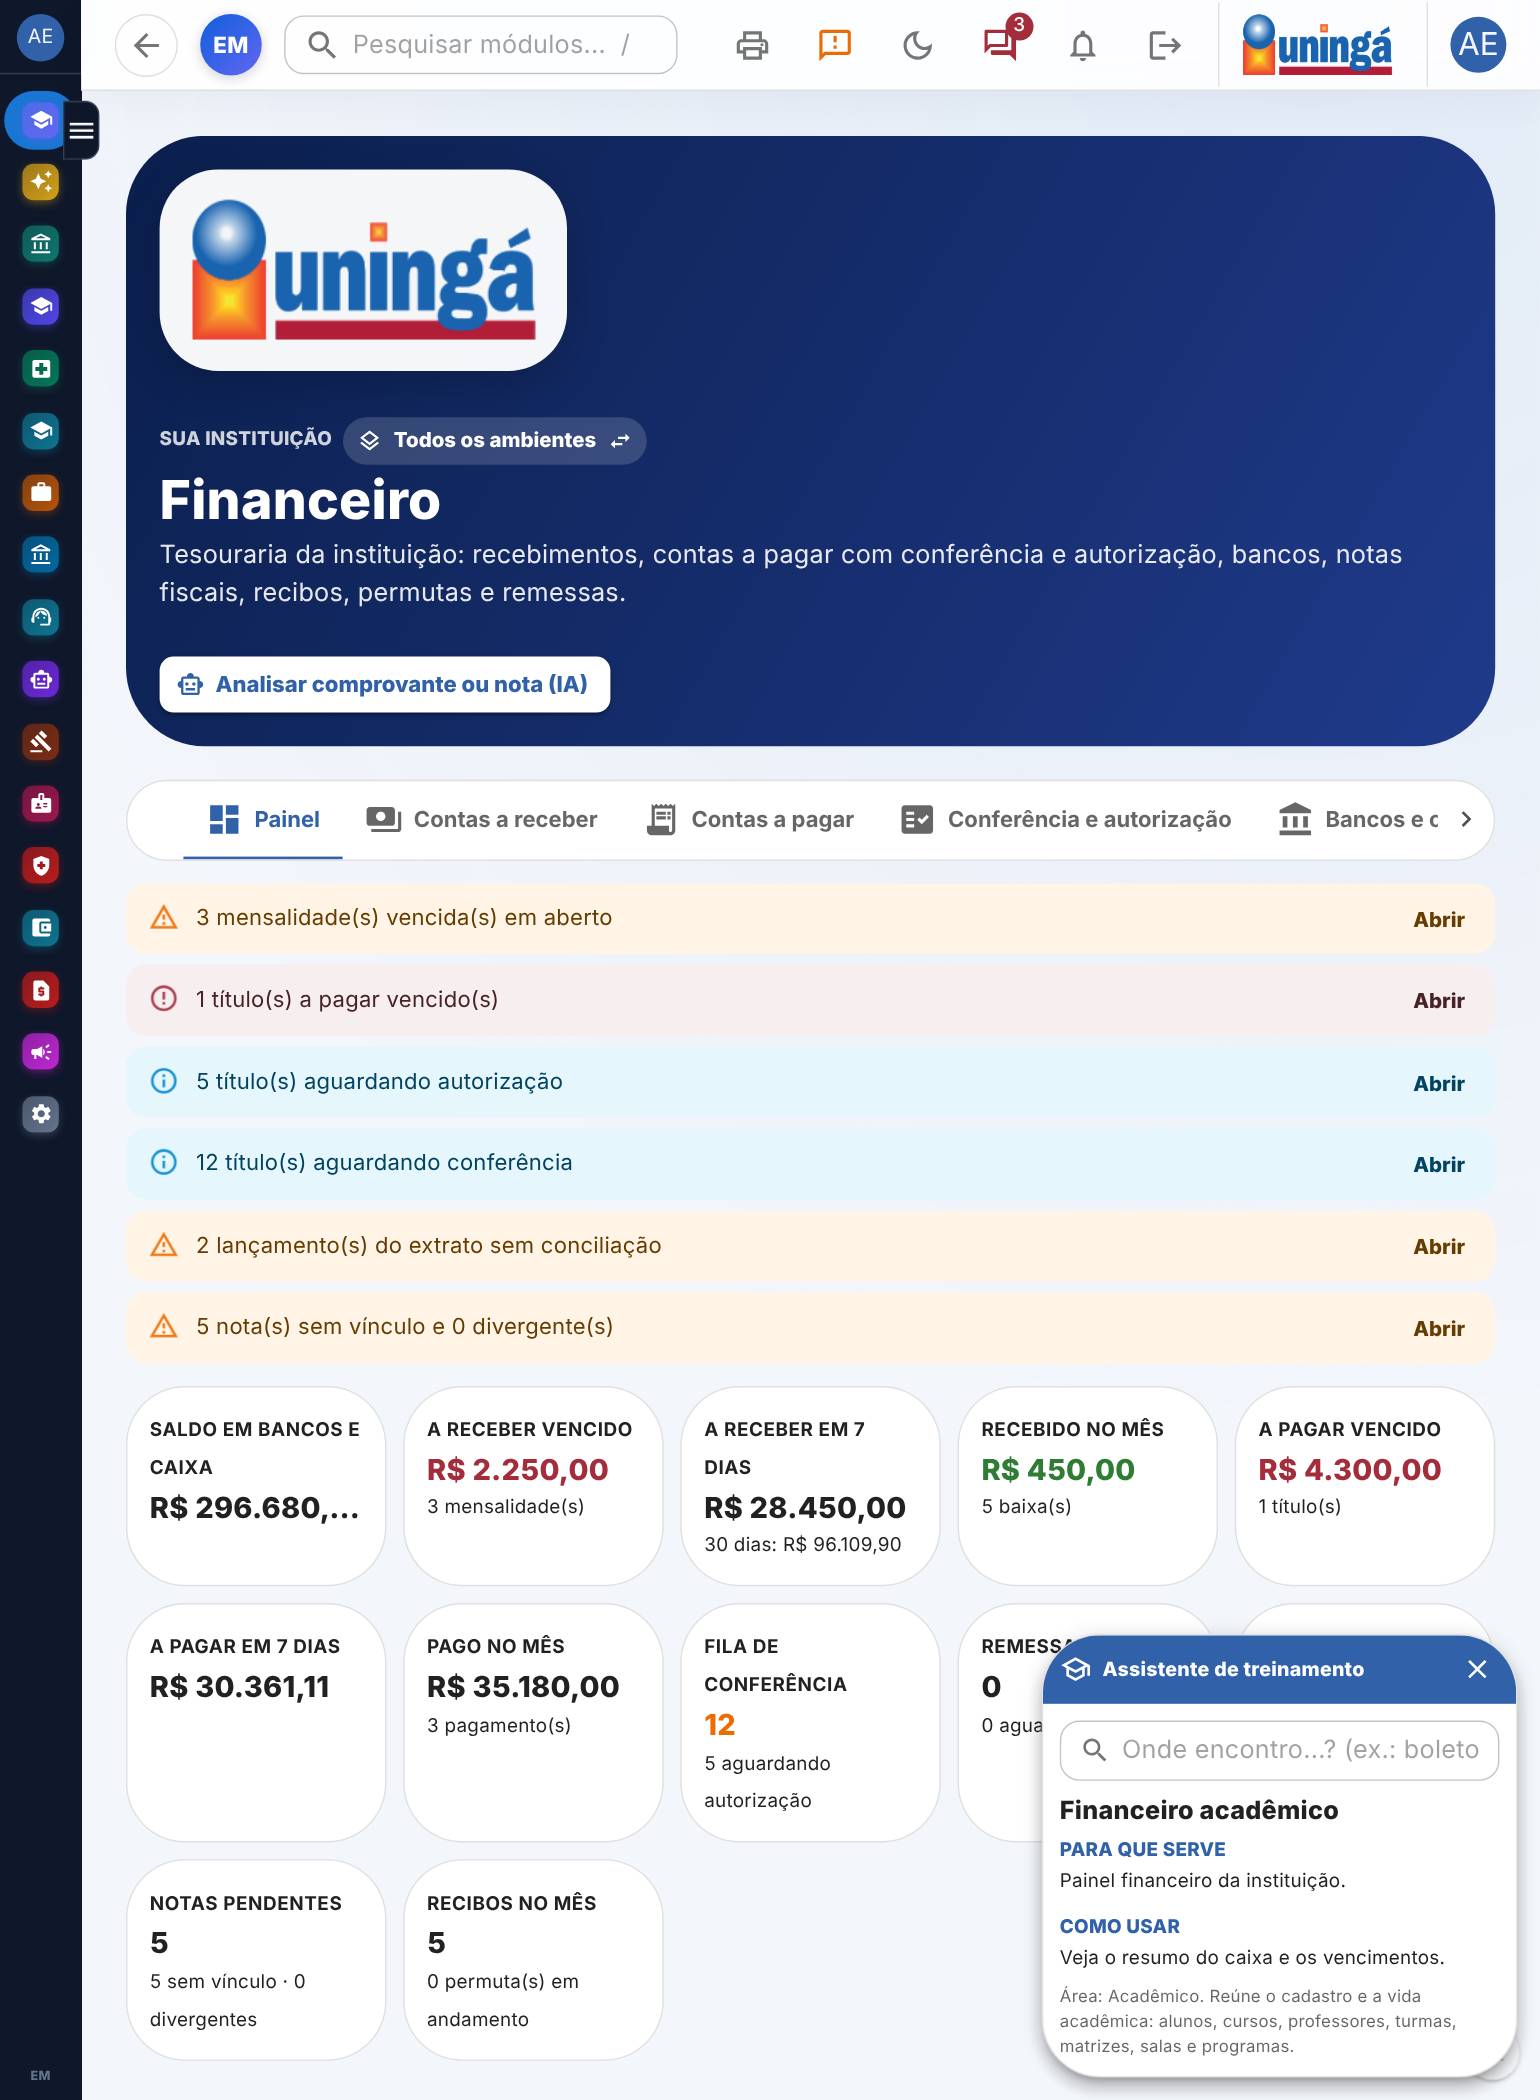 AE
EM
Pesquisar módulos... /
3
uningá
AE
uningá
SUA INSTITUIÇÃO
Todos os ambientes
Financeiro
Tesouraria da instituição: recebimentos, contas a pagar com conferência e autorização, bancos, notas
fiscais, recibos, permutas e remessas.
Analisar comprovante ou nota (IA)
Painel
Contas a receber
Contas a pagar
Conferência e autorização
Bancos e c
3 mensalidade(s) vencida(s) em aberto
Abrir
1 título(s) a pagar vencido(s)
Abrir
5 título(s) aguardando autorização
Abrir
12 título(s) aguardando conferência
Abrir
2 lançamento(s) do extrato sem conciliação
Abrir
5 nota(s) sem vínculo e 0 divergente(s)
Abrir
SALDO EM BANCOS E
CAIXA
R$ 296.680,...
A RECEBER VENCIDO
R$ 2.250,00
3 mensalidade(s)
A RECEBER EM 7
DIAS
R$ 28.450,00
30 dias: R$ 96.109,90
RECEBIDO NO MÊS
R$ 450,00
5 baixa(s)
A PAGAR VENCIDO
R$ 4.300,00
1 título(s)
A PAGAR EM 7 DIAS
R$ 30.361,11
PAGO NO MÊS
R$ 35.180,00
3 pagamento(s)
FILA DE
CONFERÊNCIA
12
5 aguardando
autorização
REMESSA
0
0 agua
NOTAS PENDENTES
5
5 sem vínculo · 0
divergentes
RECIBOS NO MÊS
5
0 permuta(s) em
andamento
Assistente de treinamento
Onde encontro...? (ex.: boleto
Financeiro acadêmico
PARA QUE SERVE
Painel financeiro da instituição.
COMO USAR
Veja o resumo do caixa e os vencimentos.
Área: Acadêmico. Reúne o cadastro e a vida
acadêmica: alunos, cursos, professores, turmas,
matrizes, salas e programas.
EM